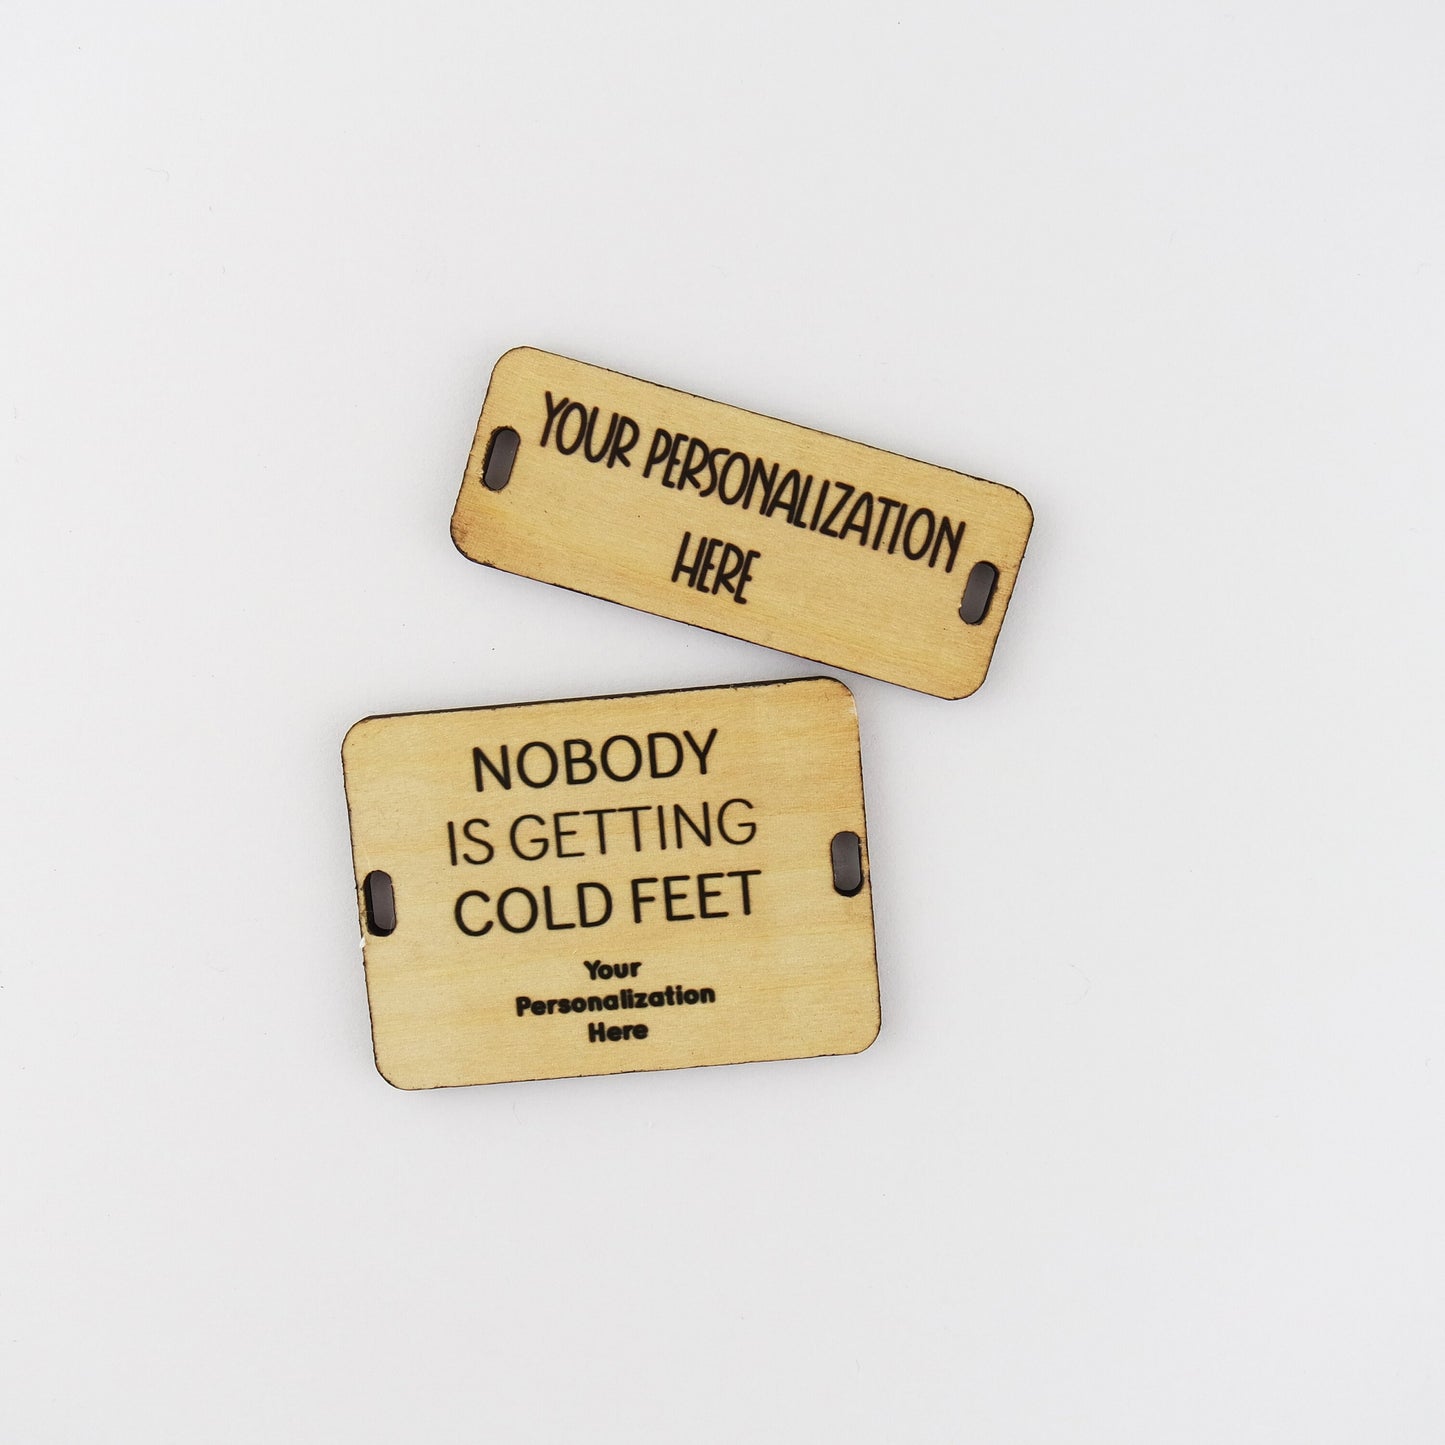 YOUR PERSONALIZATION
HERE
NOBODY
IS GETTING
COLD FEET
Your
Personalization
Here